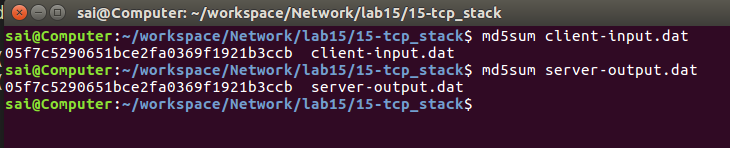 sai@Computer: ~/workspace/Network/lab15/15-tcp_stack
sai@Computer:~/workspace/Network/lab15/15-tcp_stack$ md5sum client-input.dat
05f7c5290651bce2fa0369f1921b3ccb  client-input.dat
sai@Computer:~/workspace/Network/lab15/15-tcp_stack$ md5sum server-output.dat
05f7c5290651bce2fa0369f1921b3ccb  server-output.dat
sai@Computer:~/workspace/Network/lab15/15-tcp_stack$